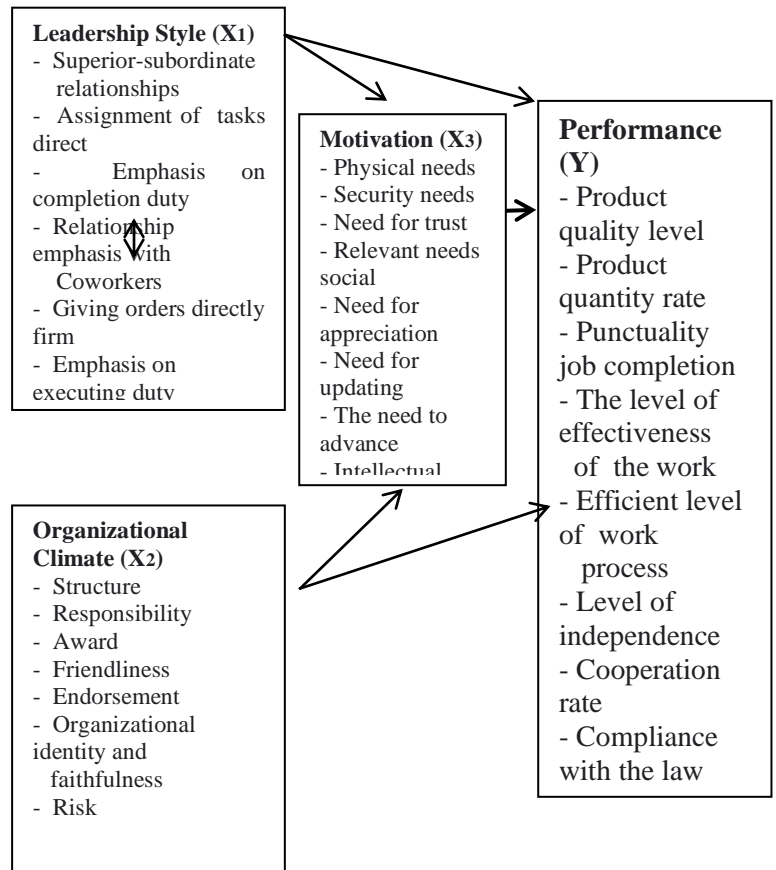 Leadership Style (X1)
- Superior-subordinate
relationships
- Assignment of tasks
direct
- Emphasis on
completion duty
- Relationship
emphasis with
Coworkers
- Giving orders directly
firm
- Emphasis on
executing duty
Motivation (X3)
- Physical needs
- Security needs
- Need for trust
- Relevant needs
social
- Need for
appreciation
- Need for
updating
- The need to
advance
- Intellectual
Performance
(Y)
- Product
quality level
- Product
quantity rate
- Punctuality
job completion
- The level of
effectiveness
of the work
- Efficient level
of work
process
- Level of
independence
- Cooperation
rate
- Compliance
with the law
Organizational
Climate (X2)
- Structure
- Responsibility
- Award
- Friendliness
- Endorsement
- Organizational
identity and
faithfulness
- Risk